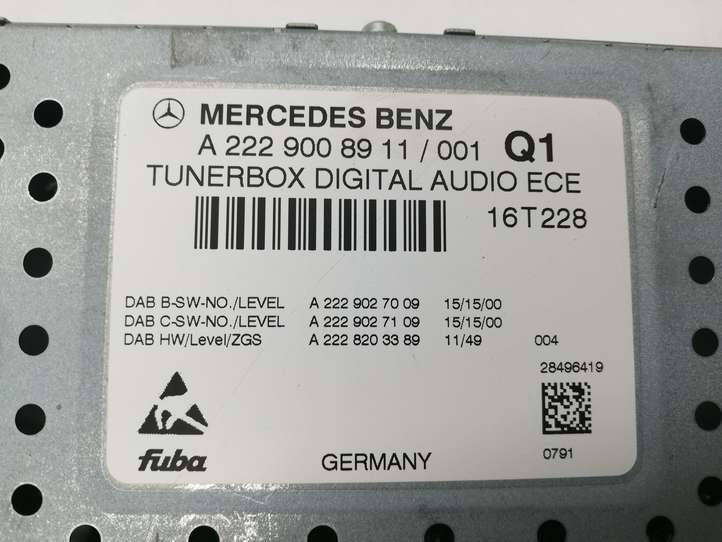 MERCEDES BENZ
A 222 900 89 11 / 001 Q1
TUNERBOX DIGITAL AUDIO ECE
16T228
DAB B-SW-NO./LEVEL A 222 902 70 09 15/15/00
DAB C-SW-NO./LEVEL A 222 902 71 09 15/15/00
DAB HW/Level/ZGS A 222 820 33 89 11/49 004
28496419
0791
fuba GERMANY